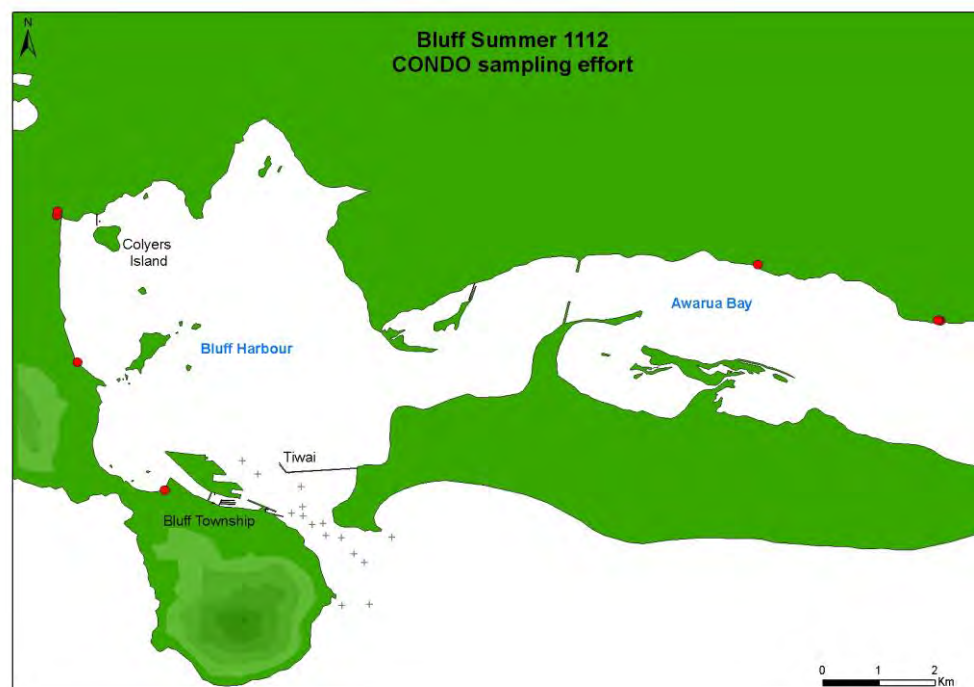 N
Bluff Summer 1112
CONDO sampling effort
Colyers
Island
Awarua Bay
Bluff Harbour
Tiwai
Bluff Township
0 1 2
Km